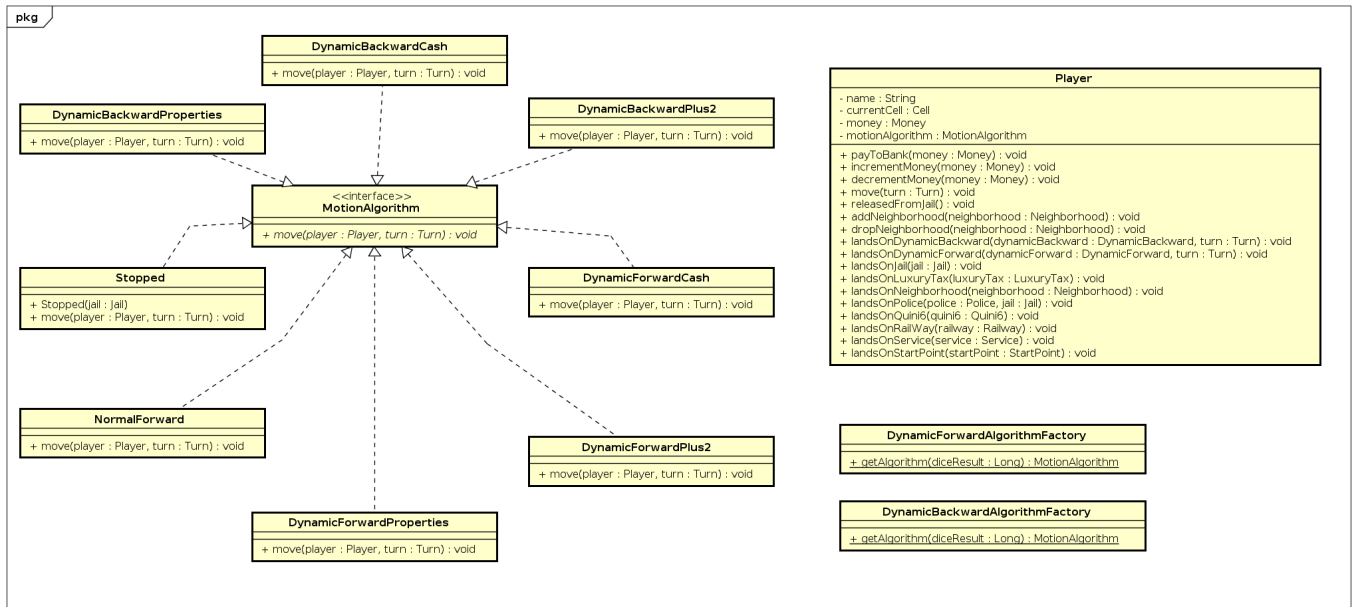 pkg
DynamicBackwardCash
+ move(player : Player, turn : Turn) : void
DynamicBackwardProperties
+ move(player : Player, turn : Turn) : void
DynamicBackwardPlus2
+ move(player : Player, turn : Turn) : void
<<interface>>
MotionAlgorithm
+ move(player : Player, turn : Turn) : void
Stopped
+ Stopped(jail : Jail)
+ move(player : Player, turn : Turn) : void
DynamicForwardCash
+ move(player : Player, turn : Turn) : void
NormalForward
+ move(player : Player, turn : Turn) : void
DynamicForwardPlus2
+ move(player : Player, turn : Turn) : void
DynamicForwardProperties
+ move(player : Player, turn : Turn) : void
Player
- name : String
- currentCell : Cell
- money : Money
- motionAlgorithm : MotionAlgorithm
+ payToBank(money : Money) : void
+ incrementMoney(money : Money) : void
+ decrementMoney(money : Money) : void
+ move(turn : Turn) : void
+ releasedFromJail() : void
+ addNeighborhood(neighborhood : Neighborhood) : void
+ dropNeighborhood(neighborhood : Neighborhood) : void
+ landsOnDynamicBackward(dynamicBackward : DynamicBackward, turn : Turn) : void
+ landsOnDynamicForward(dynamicForward : DynamicForward, turn : Turn) : void
+ landsOnJail(jail : Jail) : void
+ landsOnLuxuryTax(luxuryTax : LuxuryTax) : void
+ landsOnNeighborhood(neighborhood : Neighborhood) : void
+ landsOnPolice(police : Police, jail : Jail) : void
+ landsOnQuini6(quini6 : Quini6) : void
+ landsOnRailWay(railway : Railway) : void
+ landsOnService(service : Service) : void
+ landsOnStartPoint(startPoint : StartPoint) : void
DynamicForwardAlgorithmFactory
+ getAlgorithm(diceResult : Long) : MotionAlgorithm
DynamicBackwardAlgorithmFactory
+ getAlgorithm(diceResult : Long) : MotionAlgorithm